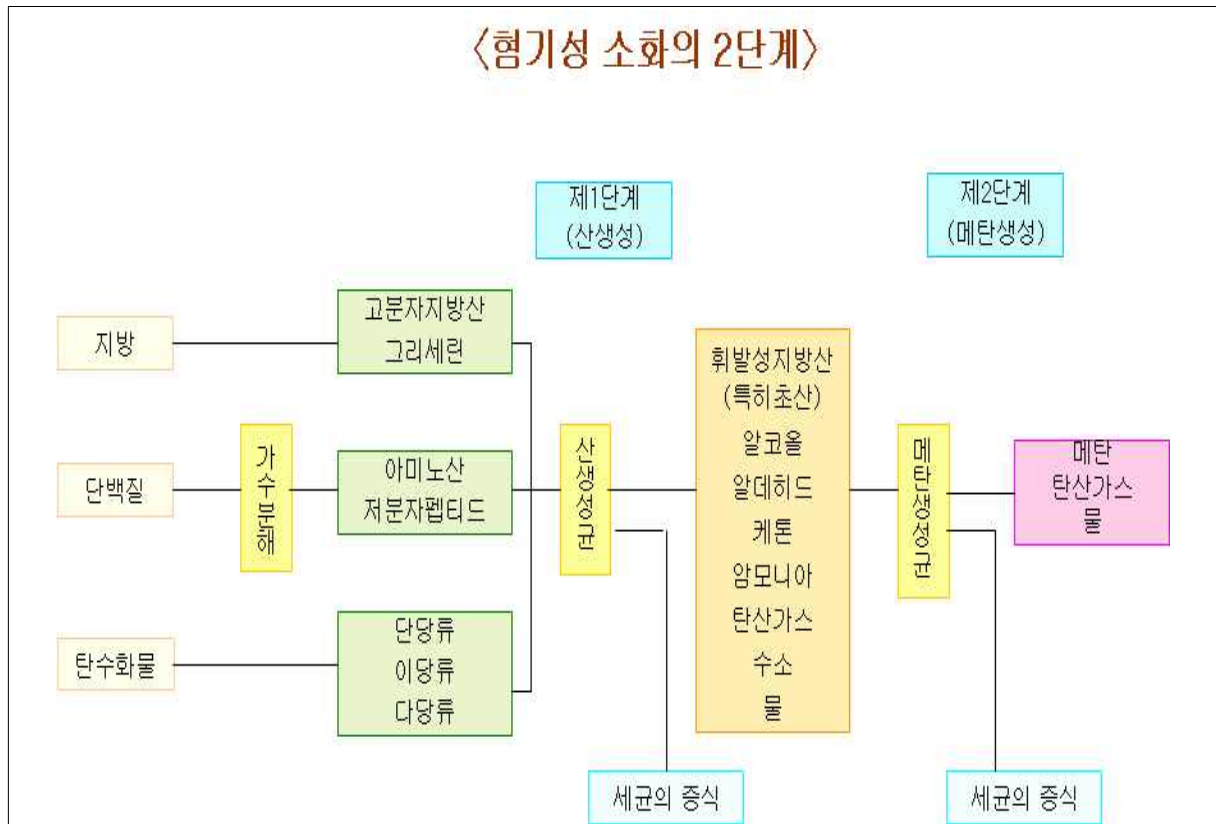 <혐기성 소화의 2단계>
제1단계
(산생성)
제2단계
(메탄생성)
지방
고분자지방산
그리세린
단백질
가수분해
아미노산
저분자펩티드
탄수화물
단당류
이당류
다당류
산생성균
휘발성지방산
(특히초산)
알코올
알데히드
케톤
암모니아
탄산가스
수소
물
메탄생성균
메탄
탄산가스
물
세균의 증식
세균의 증식